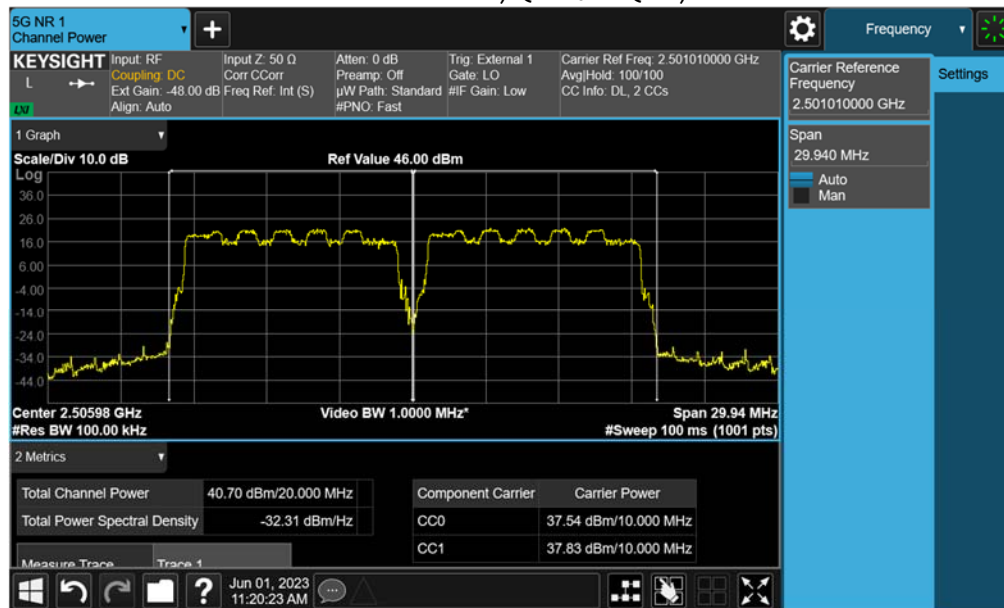 5G NR 1
Channel Power
Frequency
KEYSIGHT
L
LXI
Input: RF
Coupling: DC
Ext Gain: -48.00 dB
Align: Auto
Input Z: 50 Ω
Corr CCorr
Freq Ref: Int (S)
Atten: 0 dB
Preamp: Off
µW Path: Standard
#PNO: Fast
Trig: External 1
Gate: LO
#IF Gain: Low
Carrier Ref Freq: 2.501010000 GHz
Avg|Hold: 100/100
CC Info: DL, 2 CCs
Carrier Reference
Frequency
2.501010000 GHz
Settings
Span
29.940 MHz
Auto
Man
1 Graph
Scale/Div 10.0 dB
Ref Value 46.00 dBm
Log
36.0
26.0
16.0
6.00
-4.00
-14.0
-24.0
-34.0
-44.0
Center 2.50598 GHz
Video BW 1.0000 MHz*
Span 29.94 MHz
#Res BW 100.00 kHz
#Sweep 100 ms (1001 pts)
2 Metrics
Total Channel Power 40.70 dBm/20.000 MHz
Total Power Spectral Density -32.31 dBm/Hz
Component Carrier Carrier Power
CC0 37.54 dBm/10.000 MHz
CC1 37.83 dBm/10.000 MHz
Measure Trace Trace 1
?
Jun 01, 2023
11:20:23 AM